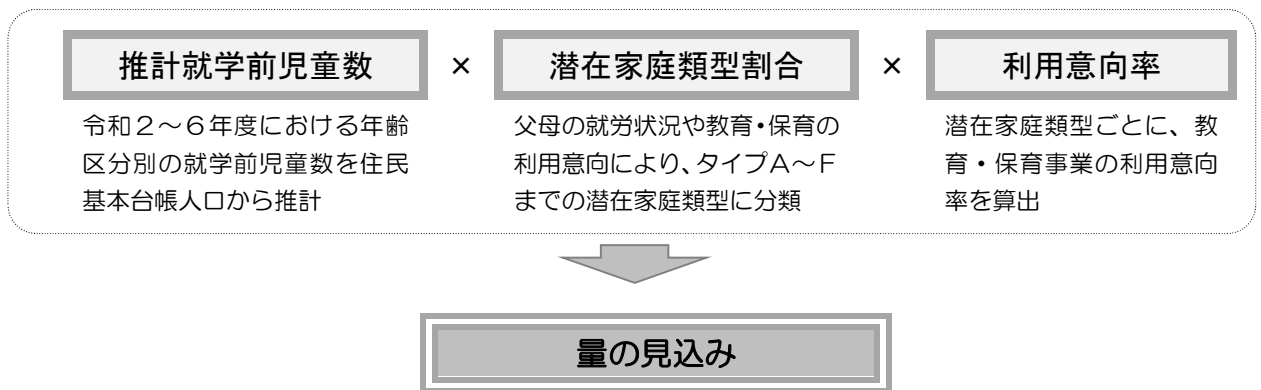 推計就学前児童数 × 潜在家庭類型割合 × 利用意向率
令和２～６年度における年齢
区分別の就学前児童数を住民
基本台帳人口から推計
父母の就労状況や教育・保育の
利用意向により、タイプＡ～Ｆ
までの潜在家庭類型に分類
潜在家庭類型ごとに、教
育・保育事業の利用意向
率を算出
量の見込み